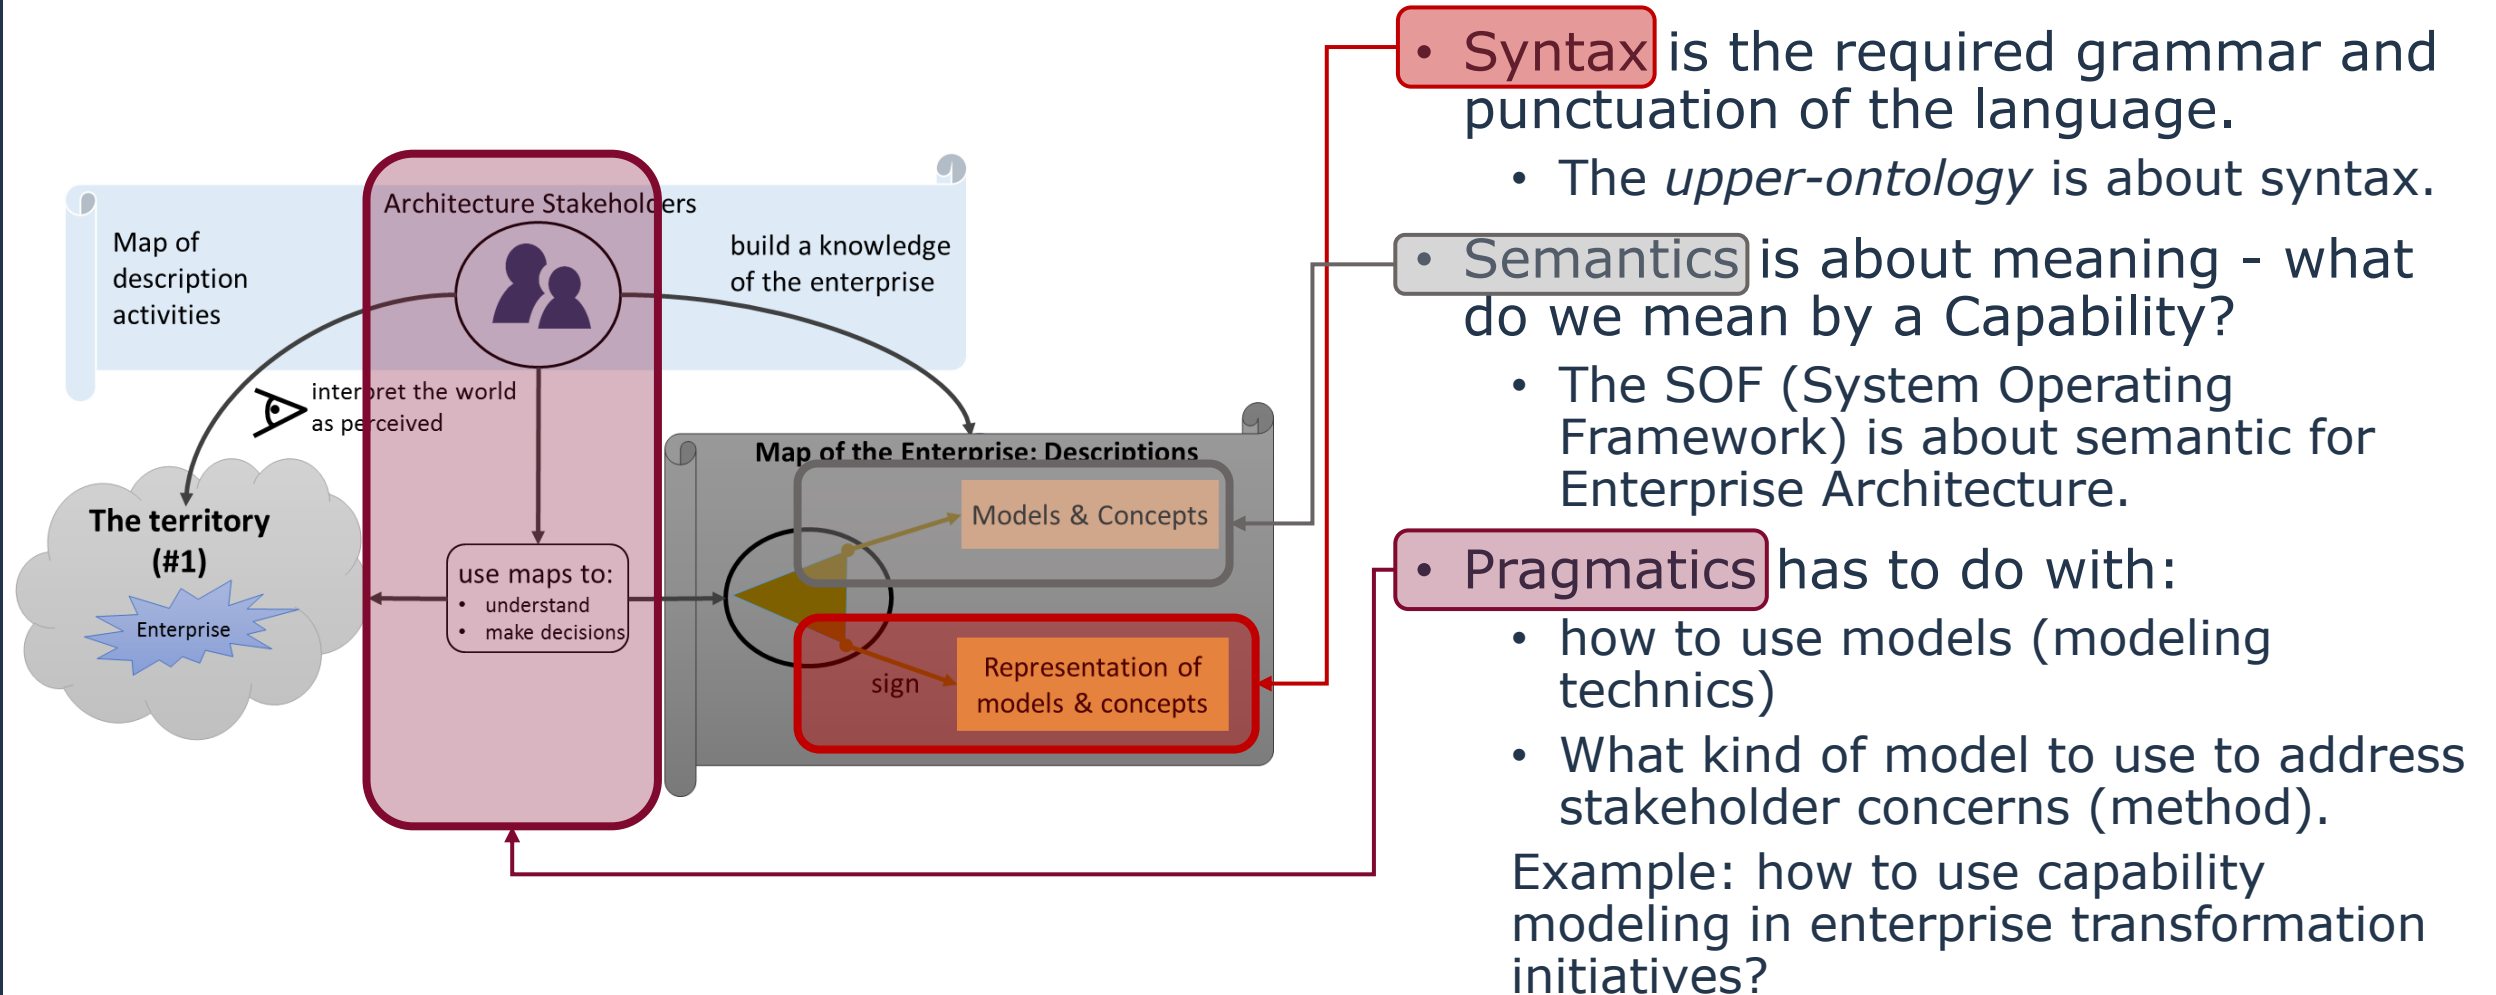 Architecture Stakeholders
Map of
description
activities
build a knowledge
of the enterprise
interpret the world
as perceived
The territory
(#1)
Enterprise
use maps to:
• understand
• make decisions
Map of the Enterprise: Descriptions
Models & Concepts
sign
Representation of
models & concepts
• Syntax is the required grammar and
punctuation of the language.
• The upper-ontology is about syntax.
• Semantics is about meaning - what
do we mean by a Capability?
• The SOF (System Operating
Framework) is about semantic for
Enterprise Architecture.
• Pragmatics has to do with:
• how to use models (modeling
technics)
• What kind of model to use to address
stakeholder concerns (method).
Example: how to use capability
modeling in enterprise transformation
initiatives?